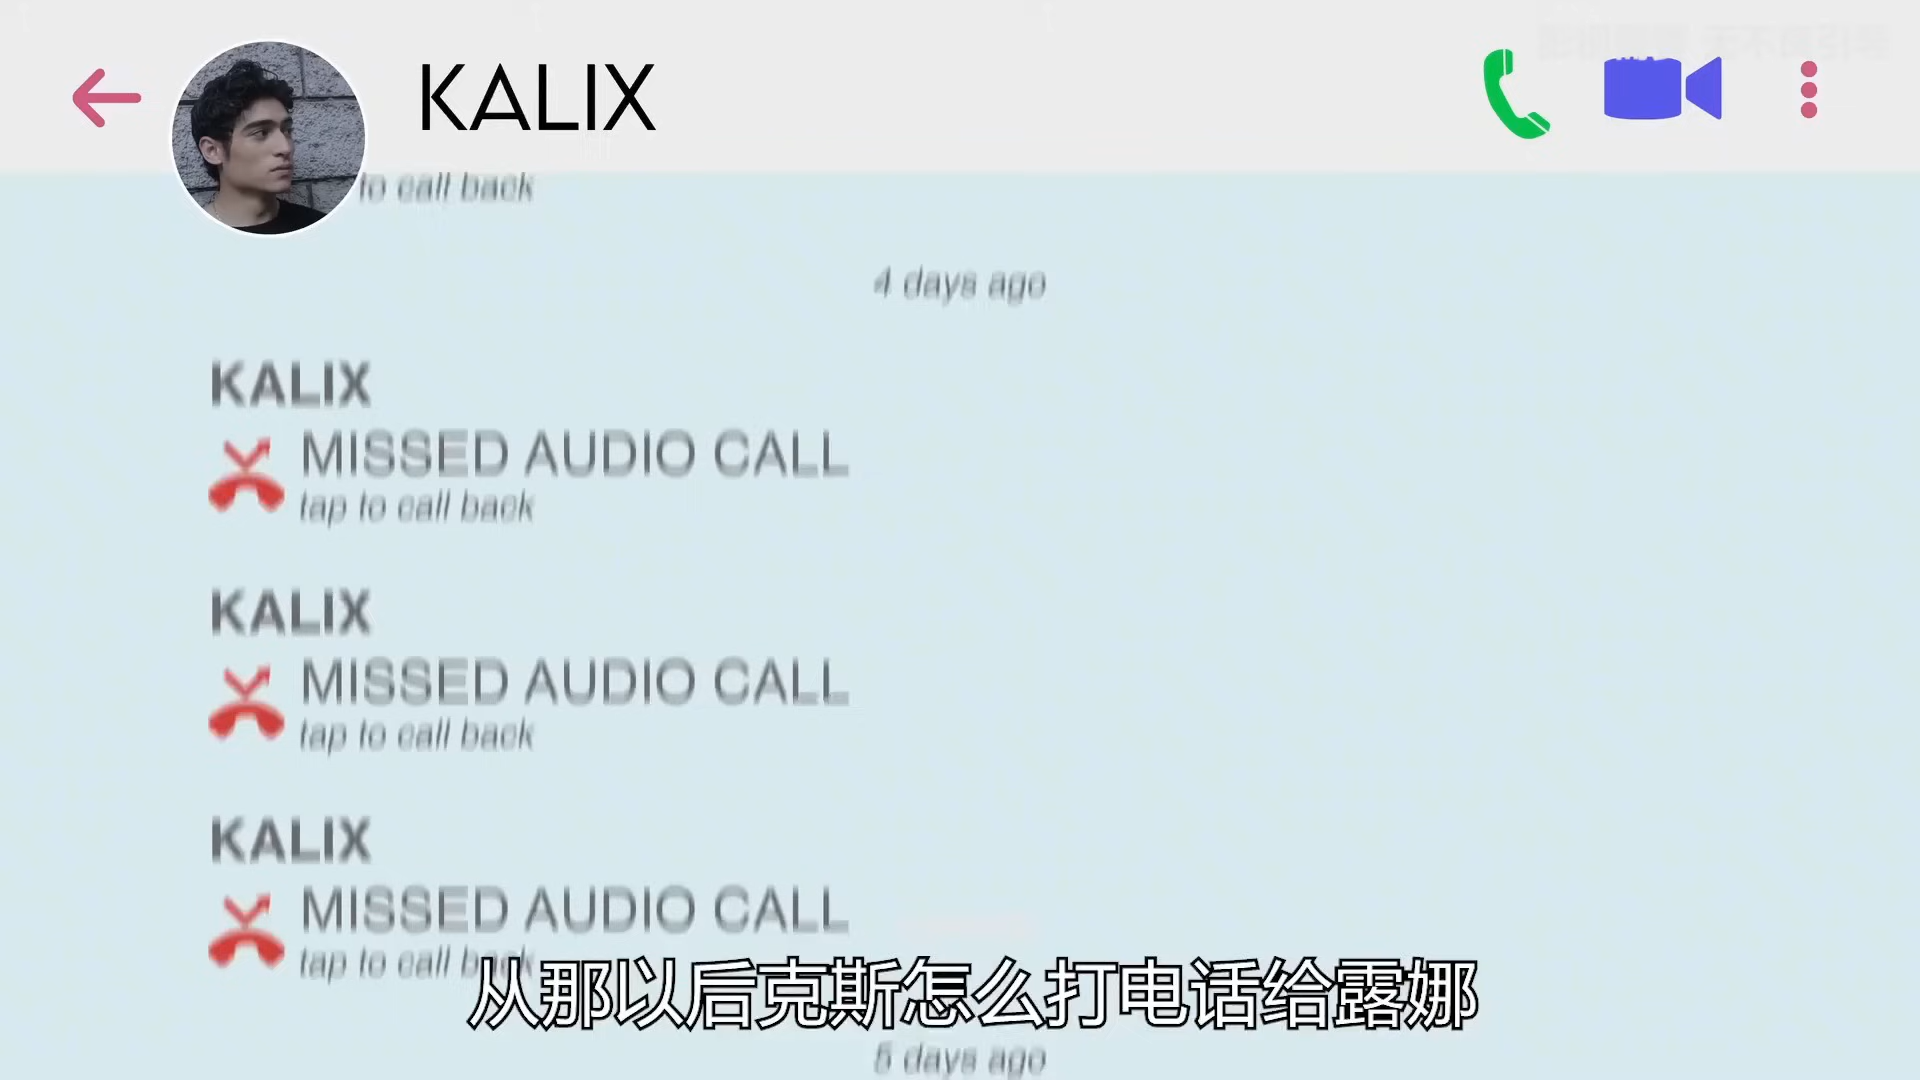 KALIX
to call back
4 days ago
KALIX
MISSED AUDIO CALL
tap to call back
KALIX
MISSED AUDIO CALL
tap to call back
KALIX
MISSED AUDIO CALL
tap to call back
从那以后克斯怎么打电话给露娜
5 days ago